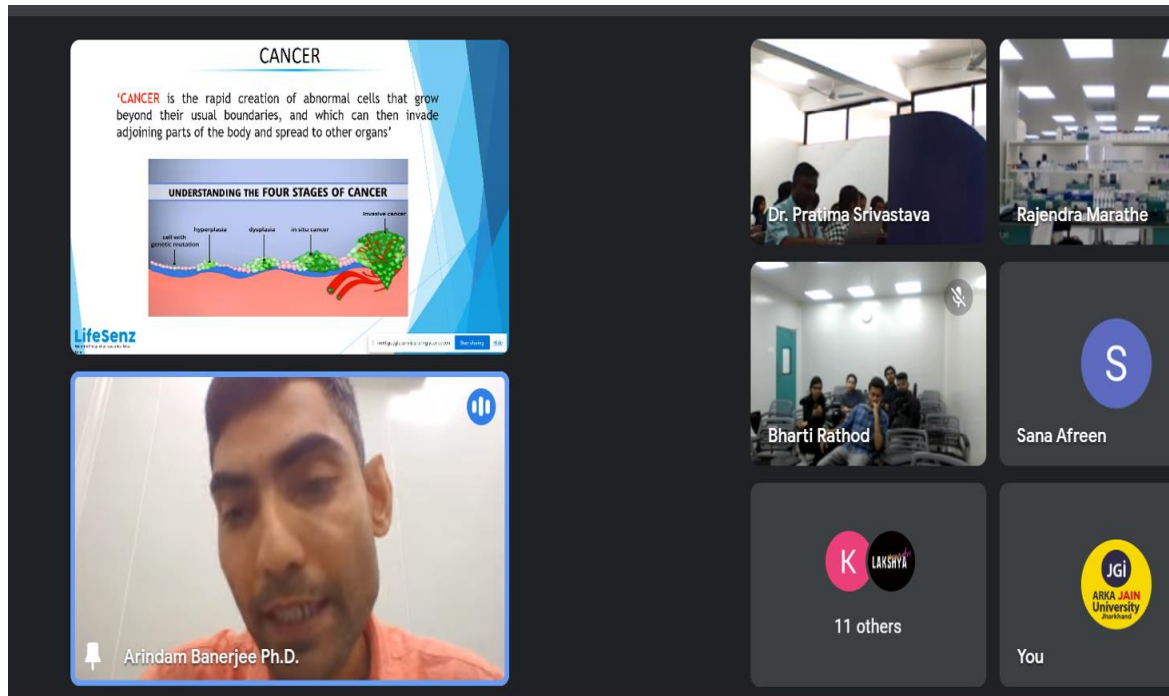 CANCER
'CANCER is the rapid creation of abnormal cells that grow
beyond their usual boundaries, and which can then invade
adjoining parts of the body and spread to other organs'
UNDERSTANDING THE FOUR STAGES OF CANCER
cell with
genetic mutation
hyperplasia
dysplasia
in situ cancer
invasive cancer
LifeSenz
Stop sharing
Hide
Arindam Banerjee Ph.D.
Dr. Pratima Srivastava
Rajendra Marathe
Bharti Rathod
S
Sana Afreen
K
LAKSHYA
11 others
JGi
ARKA JAIN
University
Jharkhand
You